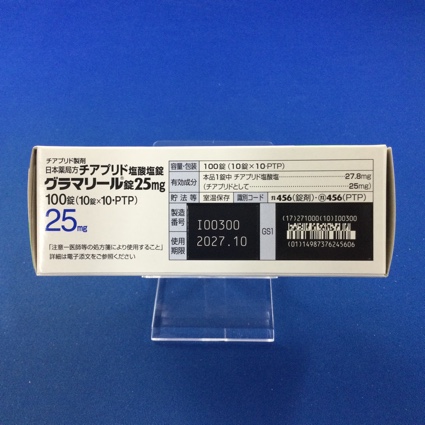 チアプリド製剤
日本薬局方 チアプリド塩酸塩錠
グラマリール®錠25mg
100錠(10錠×10・PTP)
25mg
「注意-医師等の処方箋により使用すること」
詳細は電子添文をご参照ください
容量・包装 100錠(10錠×10・PTP)
有効成分 本品1錠中 チアプリド塩酸塩 27.8mg
(チアプリドとして 25mg)
貯法等 室温保存 識別コード 456(錠剤)・456(PTP)
製造番号 I00300
使用期限 2027.10
GS1
(17)271000(10)I00300
(01)14987376245606